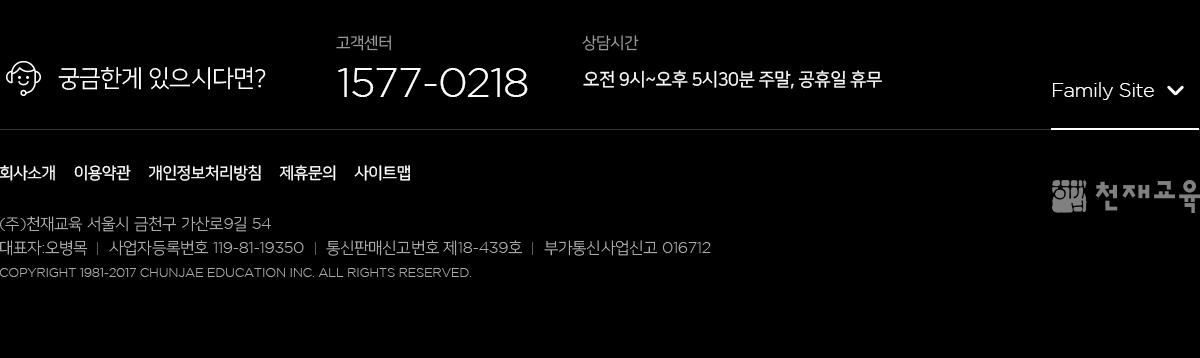 고객센터
상담시간
궁금한게 있으시다면?
1577-0218
오전 9시~오후 5시30분 주말, 공휴일 휴무
Family Site
회사소개 이용약관 개인정보처리방침 제휴문의 사이트맵
천재교육
(주)천재교육 서울시 금천구 가산로9길 54
대표자:오병목 | 사업자등록번호 119-81-19350 | 통신판매신고번호 제18-439호 | 부가통신사업신고 016712
COPYRIGHT 1981-2017 CHUNJAE EDUCATION INC. ALL RIGHTS RESERVED.